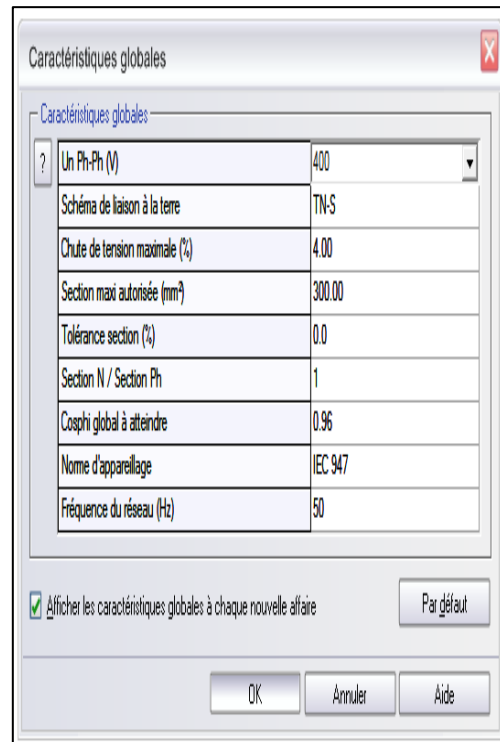 Caractéristiques globales
Caractéristiques globales
?
Un Ph-Ph (V) 400
Schéma de liaison à la terre TN-S
Chute de tension maximale (%) 4.00
Section maxi autorisée (mm²) 300.00
Tolérance section (%) 0.0
Section N / Section Ph 1
Cosphi global à atteindre 0.96
Norme d'appareillage IEC 947
Fréquence du réseau (Hz) 50
Afficher les caractéristiques globales à chaque nouvelle affaire
Par défaut
OK Annuler Aide